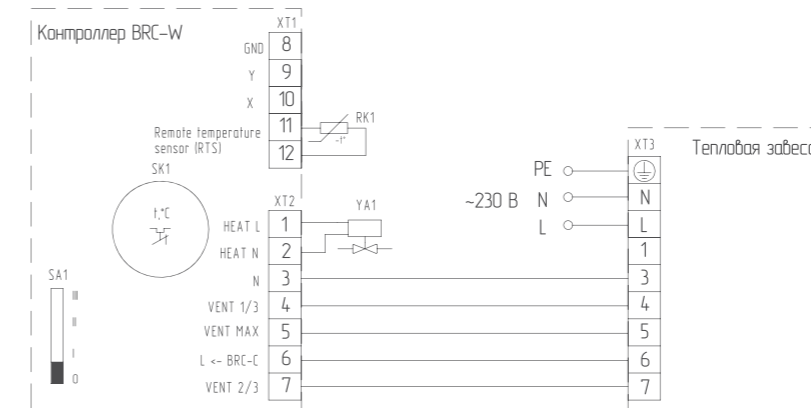 Контроллер BRC-W
XT1
GND 8
Y 9
X 10
Remote temperature
sensor (RTS)
11
12
RK1
-t°
SK1
t,°C
XT2
HEAT L 1
HEAT N 2
N 3
VENT 1/3 4
VENT MAX 5
L <- BRC-C 6
VENT 2/3 7
YA1
SA1
III
II
I
0
XT3
Тепловая завес
PE
~230 В N
L
N
L
1
3
4
5
6
7